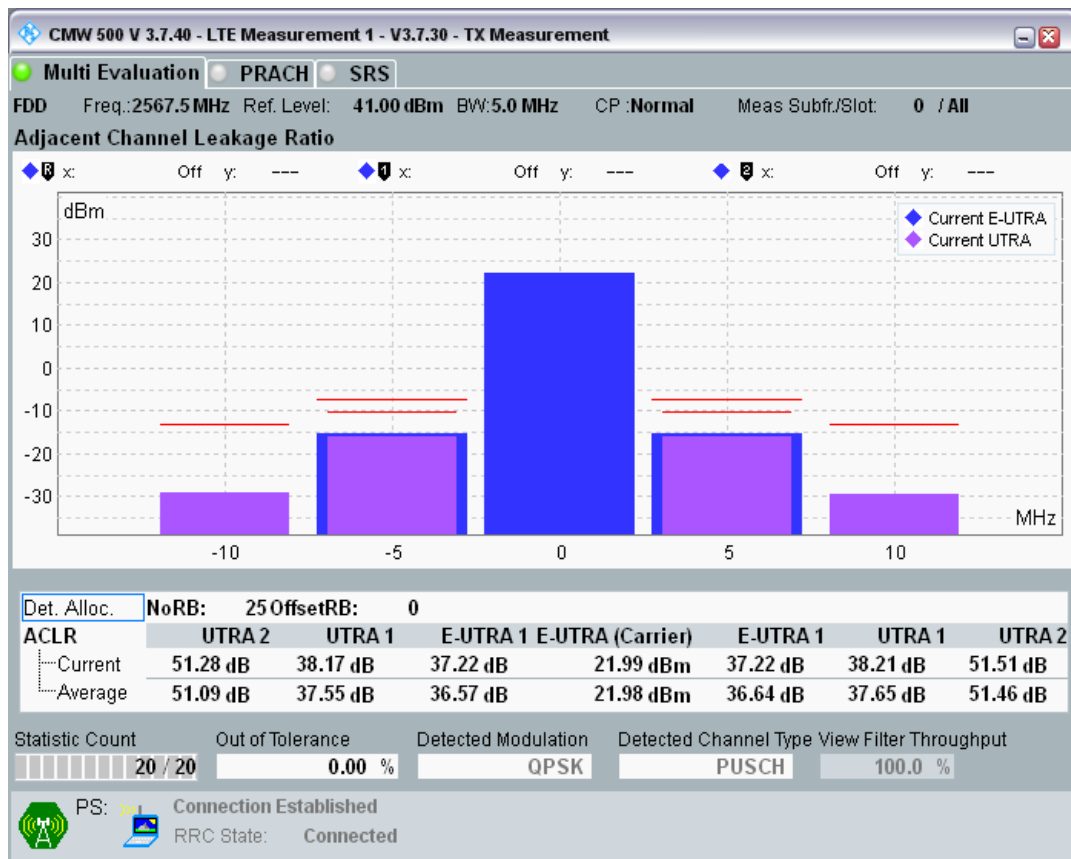 CMW 500 V 3.7.40 - LTE Measurement 1 - V3.7.30 - TX Measurement
Multi Evaluation PRACH SRS
FDD Freq.:2567.5 MHz Ref. Level: 41.00 dBm BW:5.0 MHz CP :Normal Meas Subfr./Slot: 0 / All
Adjacent Channel Leakage Ratio
R x: Off y: --- 1 x: Off y: --- 2 x: Off y: ---
dBm
Current E-UTRA
Current UTRA
30
20
10
0
-10
-20
-30
MHz
-10 -5 0 5 10
Det. Alloc. NoRB: 25 OffsetRB: 0
ACLR UTRA 2 UTRA 1 E-UTRA 1 E-UTRA (Carrier) E-UTRA 1 UTRA 1 UTRA 2
Current 51.28 dB 38.17 dB 37.22 dB 21.99 dBm 37.22 dB 38.21 dB 51.51 dB
Average 51.09 dB 37.55 dB 36.57 dB 21.98 dBm 36.64 dB 37.65 dB 51.46 dB
Statistic Count Out of Tolerance Detected Modulation Detected Channel Type View Filter Throughput
20 / 20 0.00 % QPSK PUSCH 100.0 %
PS: Connection Established
RRC State: Connected